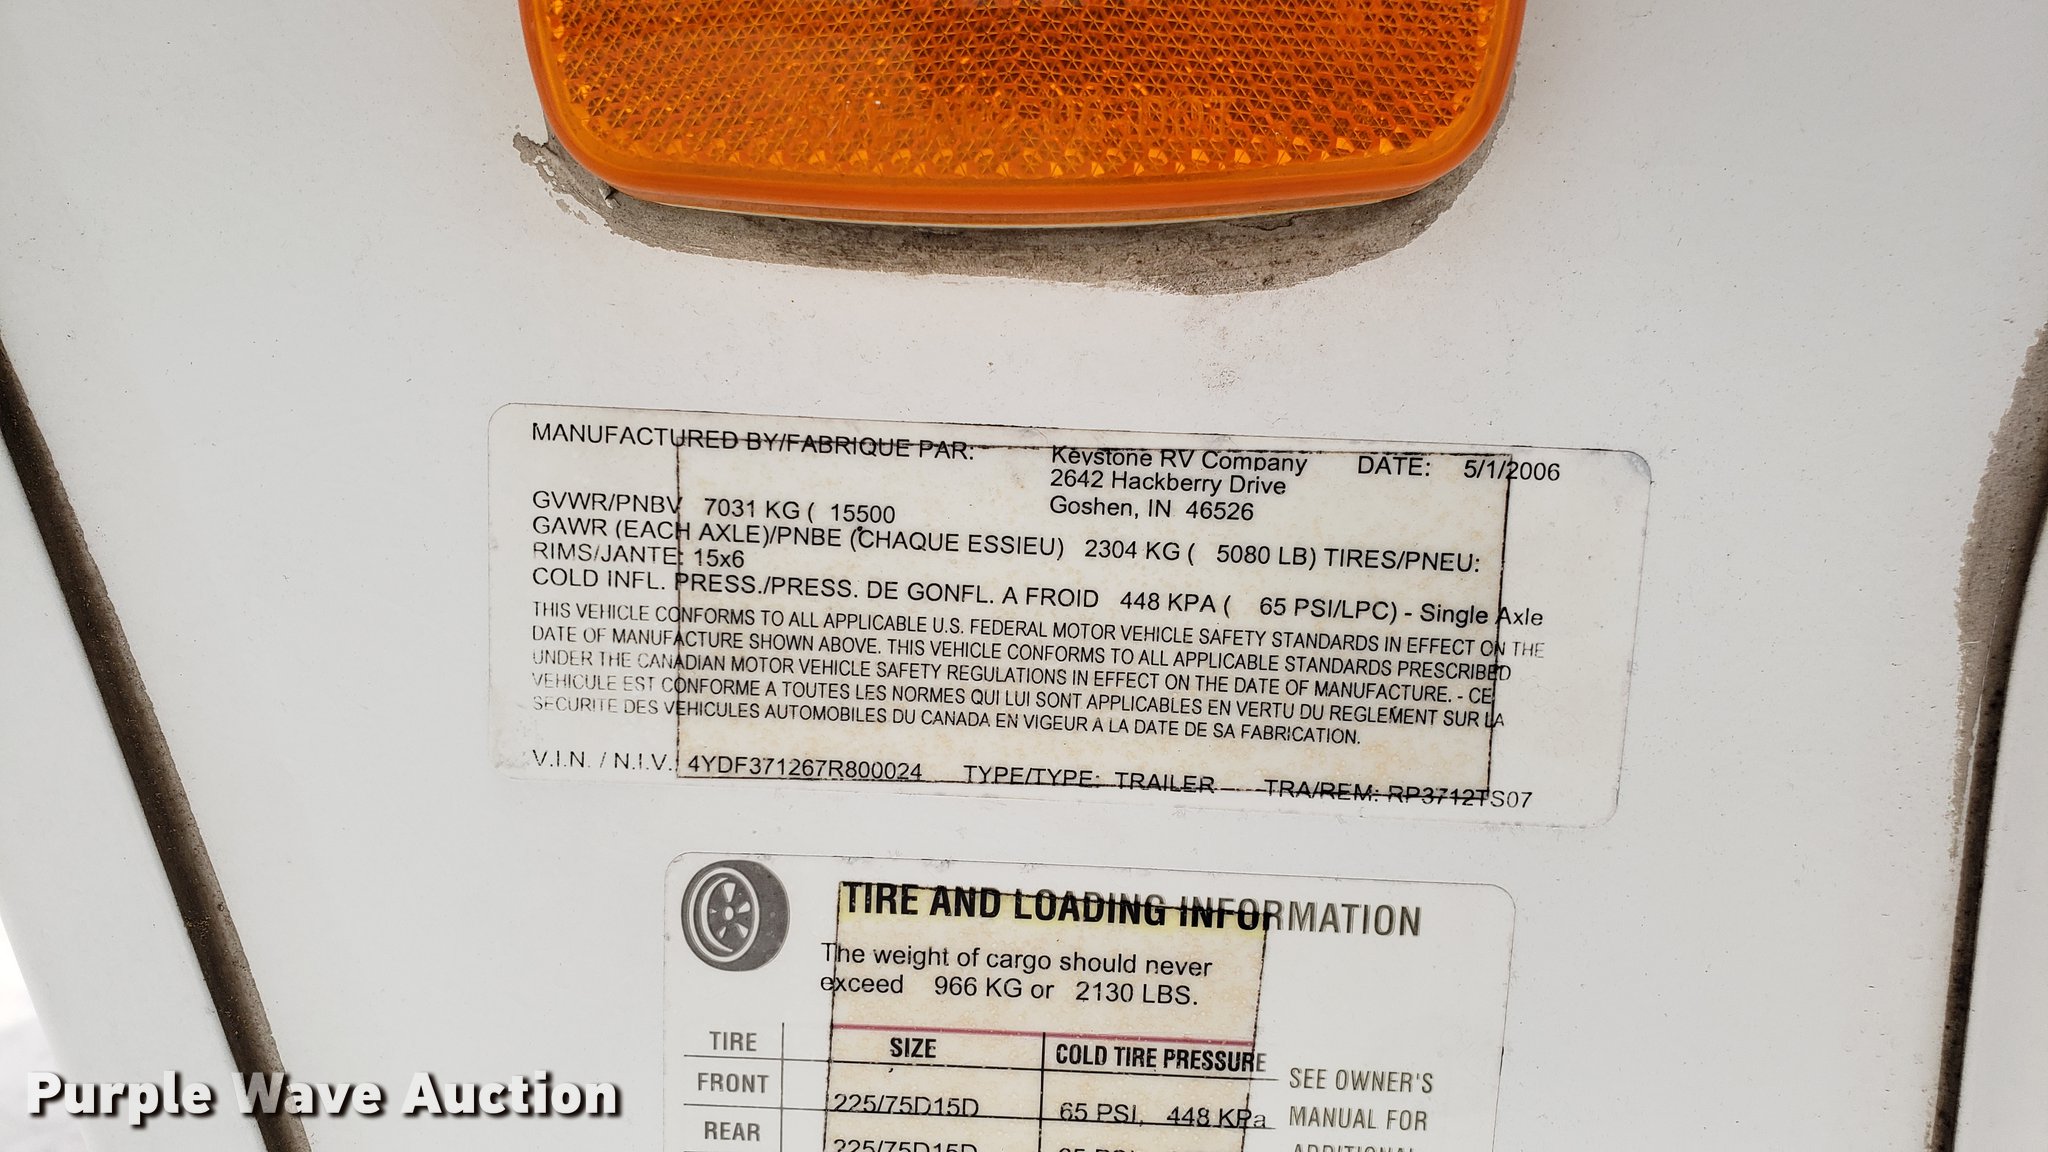 MANUFACTURED BY/FABRIQUE PAR: Keystone RV Company DATE: 5/1/2006
2642 Hackberry Drive
GVWR/PNBV 7031 KG ( 15500 Goshen, IN 46526
GAWR (EACH AXLE)/PNBE (CHAQUE ESSIEU) 2304 KG ( 5080 LB) TIRES/PNEU:
RIMS/JANTE: 15x6
COLD INFL. PRESS./PRESS. DE GONFL. A FROID 448 KPA ( 65 PSI/LPC) - Single Axle
THIS VEHICLE CONFORMS TO ALL APPLICABLE U.S. FEDERAL MOTOR VEHICLE SAFETY STANDARDS IN EFFECT ON THE
DATE OF MANUFACTURE SHOWN ABOVE. THIS VEHICLE CONFORMS TO ALL APPLICABLE STANDARDS PRESCRIBED
UNDER THE CANADIAN MOTOR VEHICLE SAFETY REGULATIONS IN EFFECT ON THE DATE OF MANUFACTURE. - CE
VEHICULE EST CONFORME A TOUTES LES NORMES QUI LUI SONT APPLICABLES EN VERTU DU REGLEMENT SUR LA
SECURITE DES VEHICULES AUTOMOBILES DU CANADA EN VIGEUR A LA DATE DE SA FABRICATION.
V.I.N. / N.I.V.: 4YDF371267R800024 TYPE/TYPE: TRAILER TRA/REM: RP3712TS07
TIRE AND LOADING INFORMATION
The weight of cargo should never
exceed 966 KG or 2130 LBS.
TIRE SIZE COLD TIRE PRESSURE
FRONT 225/75D15D 65 PSI, 448 KPa
REAR 225/75D15D 65 PSI,
SEE OWNER'S
MANUAL FOR
ADDITIONAL
Purple Wave Auction